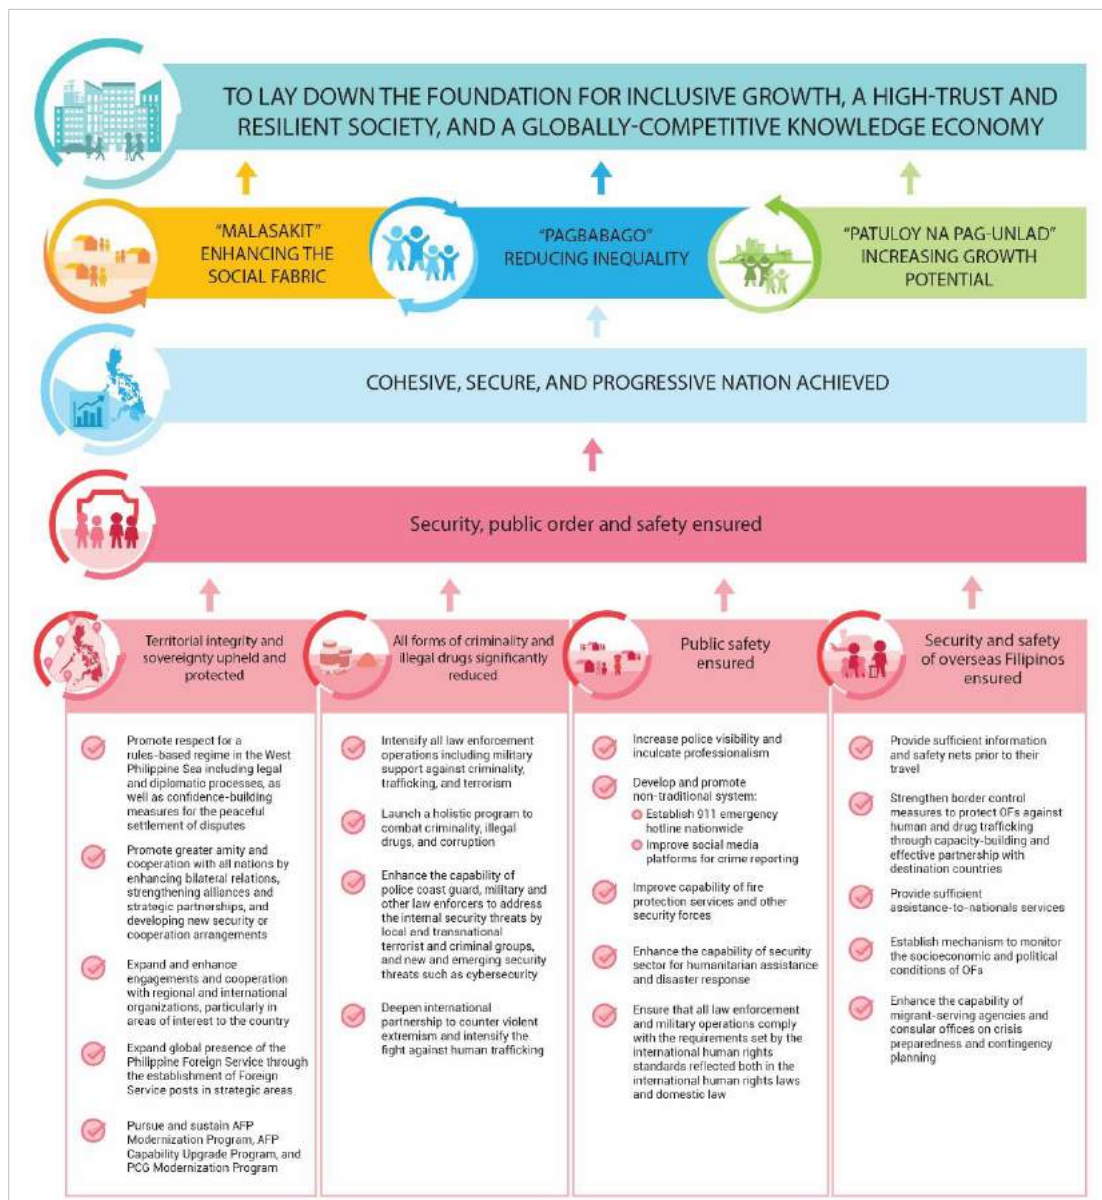 TO LAY DOWN THE FOUNDATION FOR INCLUSIVE GROWTH, A HIGH-TRUST AND
RESILIENT SOCIETY, AND A GLOBALLY-COMPETITIVE KNOWLEDGE ECONOMY
"MALASAKIT"
ENHANCING THE
SOCIAL FABRIC
"PAGBABAGO"
REDUCING INEQUALITY
"PATULOY NA PAG-UNLAD"
INCREASING GROWTH
POTENTIAL
COHESIVE, SECURE, AND PROGRESSIVE NATION ACHIEVED
Security, public order and safety ensured
Territorial integrity and
sovereignty upheld and
protected
Promote respect for a
rules-based regime in the West
Philippine Sea including legal
and diplomatic processes, as
well as confidence-building
measures for the peaceful
settlement of disputes
Promote greater amity and
cooperation with all nations by
enhancing bilateral relations,
strengthening alliances and
strategic partnerships, and
developing new security or
cooperation arrangements
Expand and enhance
engagements and cooperation
with regional and international
organizations, particularly in
areas of interest to the country
Expand global presence of the
Philippine Foreign Service through
the establishment of Foreign
Service posts in strategic areas
Pursue and sustain AFP
Modernization Program, AFP
Capability Upgrade Program, and
PCG Modernization Program
All forms of criminality and
illegal drugs significantly
reduced
Intensify all law enforcement
operations including military
support against criminality,
trafficking, and terrorism
Launch a holistic program to
combat criminality, illegal
drugs, and corruption
Enhance the capability of
police coast guard, military and
other law enforcers to address
the internal security threats by
local and transnational
terrorist and criminal groups,
and new and emerging security
threats such as cybersecurity
Deepen international
partnership to counter violent
extremism and intensify the
fight against human trafficking
Public safety
ensured
Increase police visibility and
inculcate professionalism
Develop and promote
non-traditional system:
Establish 911 emergency
hotline nationwide
Improve social media
platforms for crime reporting
Improve capability of fire
protection services and other
security forces
Enhance the capability of security
sector for humanitarian assistance
and disaster response
Ensure that all law enforcement
and military operations comply
with the requirements set by the
international human rights
standards reflected both in the
international human rights laws
and domestic law
Security and safety
of overseas Filipinos
ensured
Provide sufficient information
and safety nets prior to their
travel
Strengthen border control
measures to protect OFs against
human and drug trafficking
through capacity-building and
effective partnership with
destination countries
Provide sufficient
assistance-to-nationals services
Establish mechanism to monitor
the socioeconomic and political
conditions of OFs
Enhance the capability of
migrant-serving agencies and
consular offices on crisis
preparedness and contingency
planning